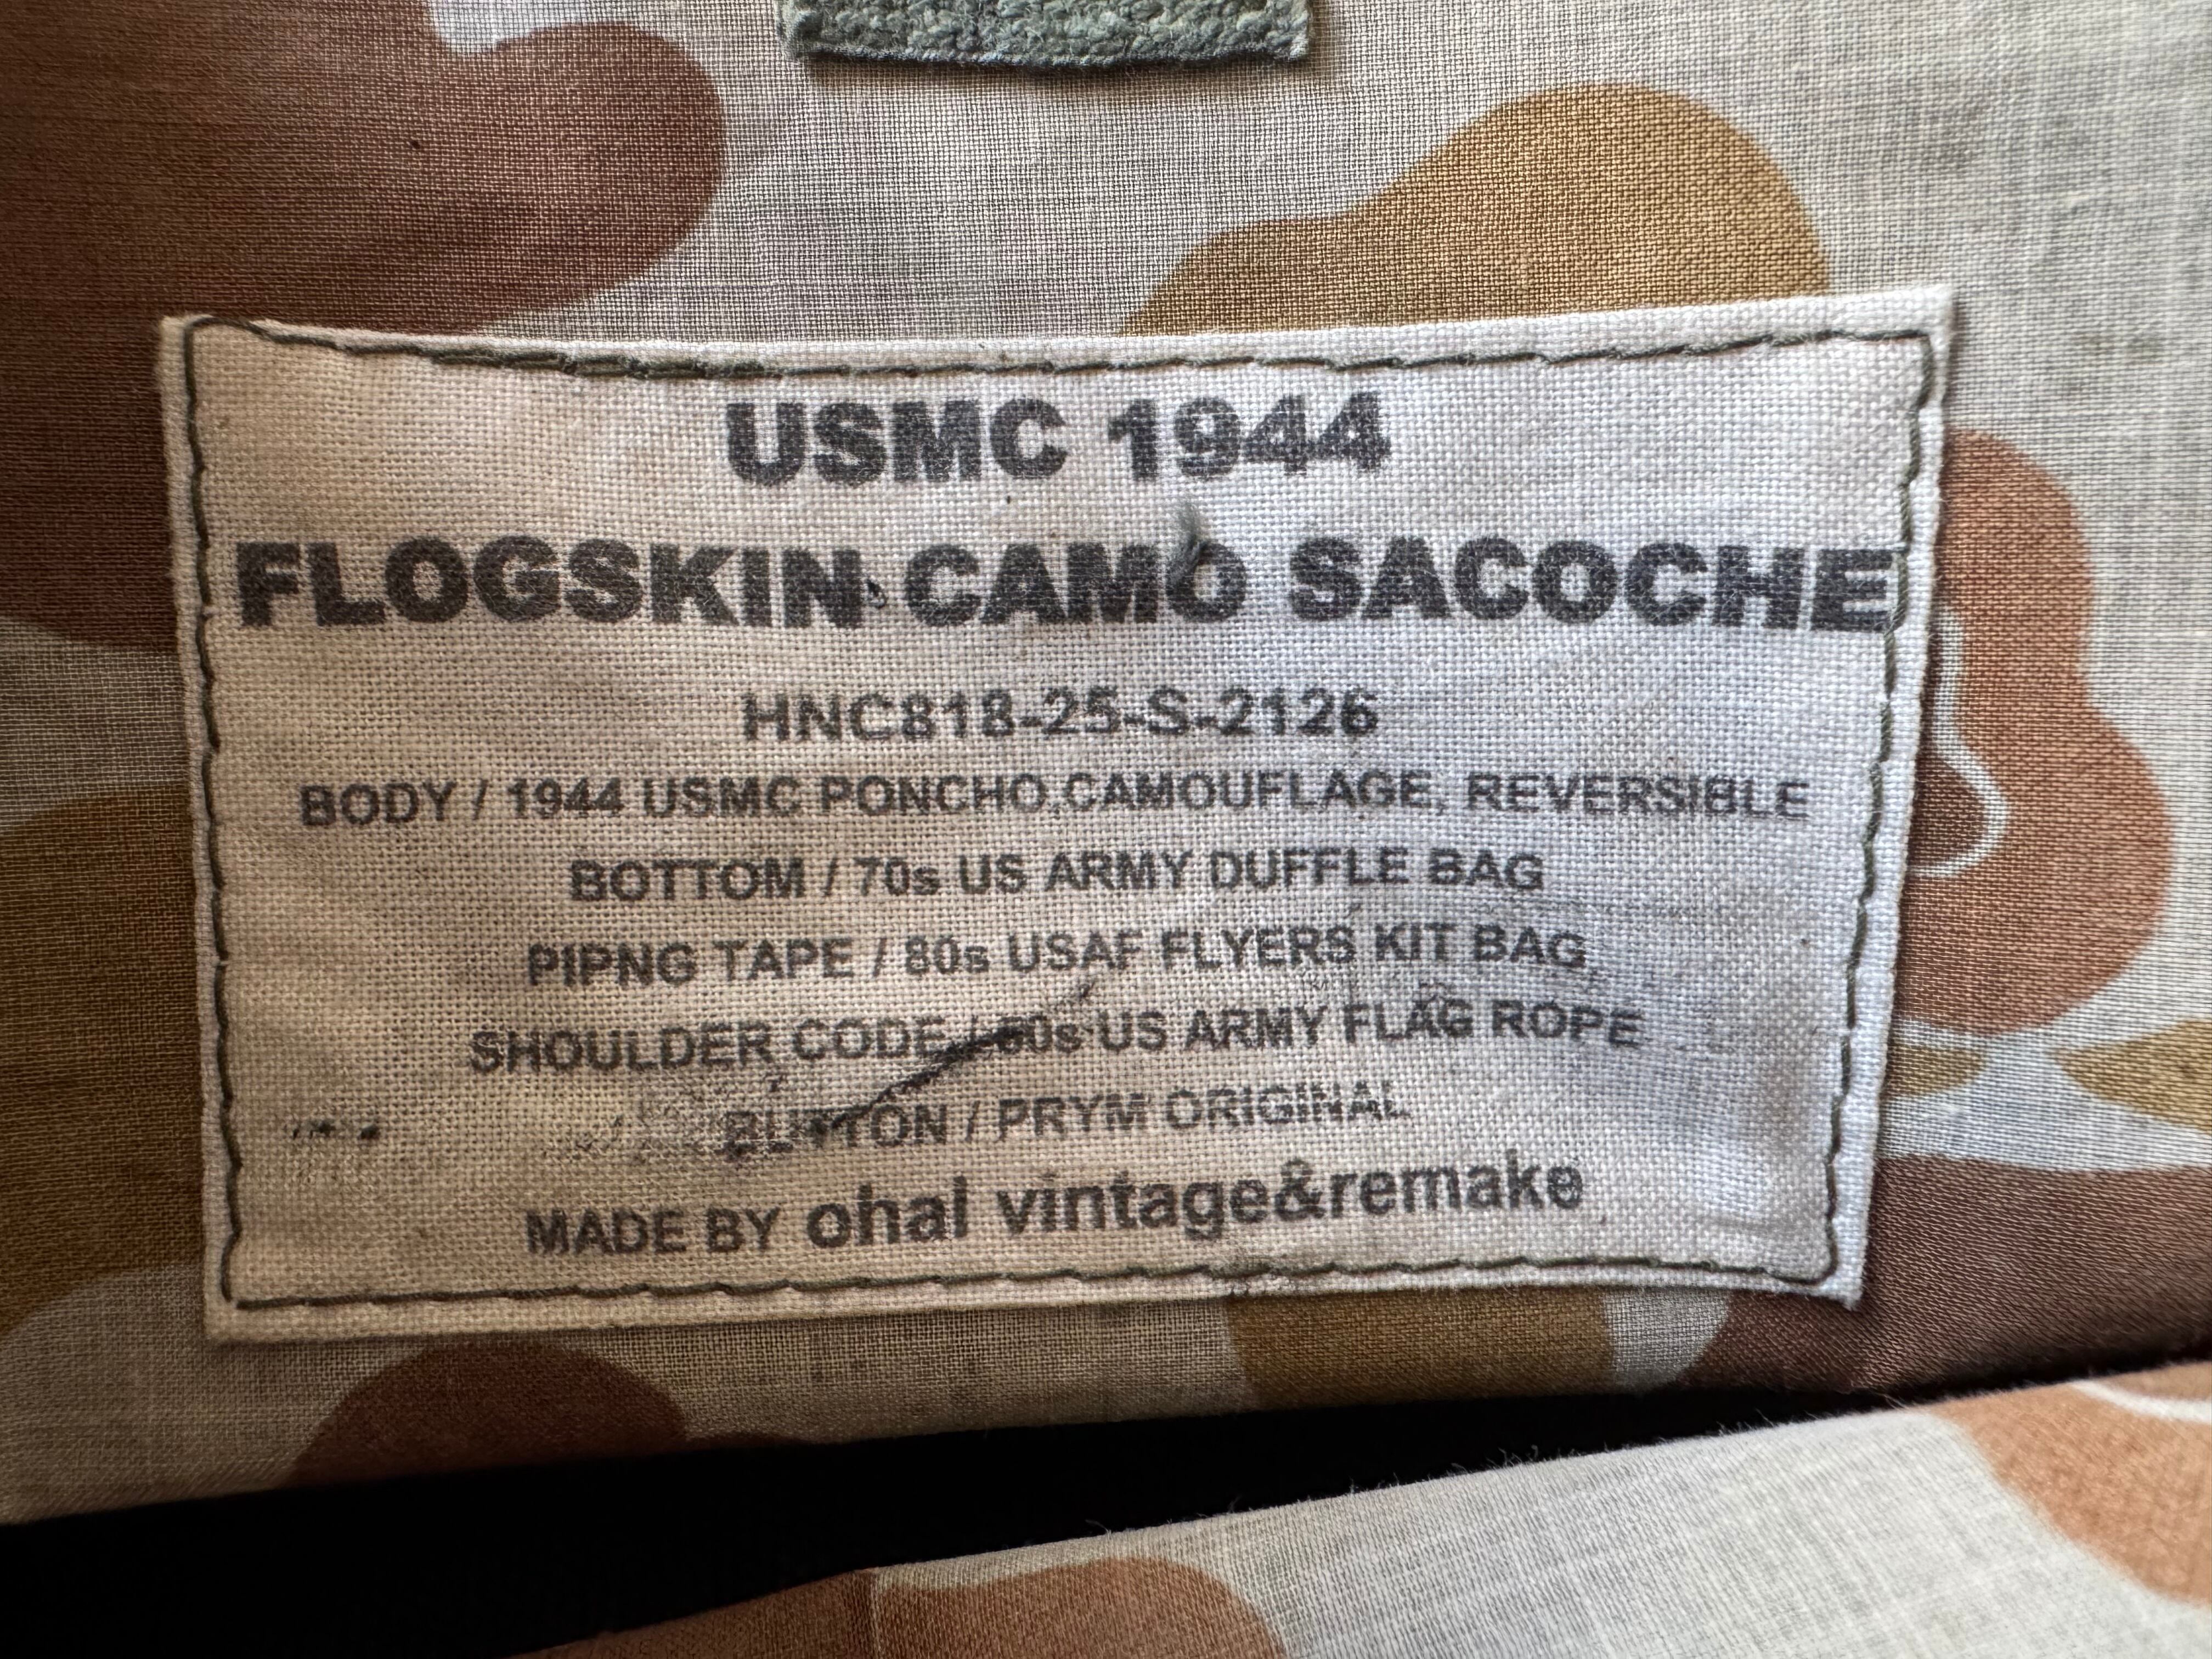 USMC 1944
FLOGSKIN CAMO SACOCHE
HNC818-25-S-2126
BODY / 1944 USMC PONCHO,CAMOUFLAGE, REVERSIBLE
BOTTOM / 70s US ARMY DUFFLE BAG
PIPNG TAPE / 80s USAF FLYERS KIT BAG
SHOULDER CODE / US ARMY FLAG ROPE
BUTTON / PRYM ORIGINAL
MADE BY ohal vintage&remake